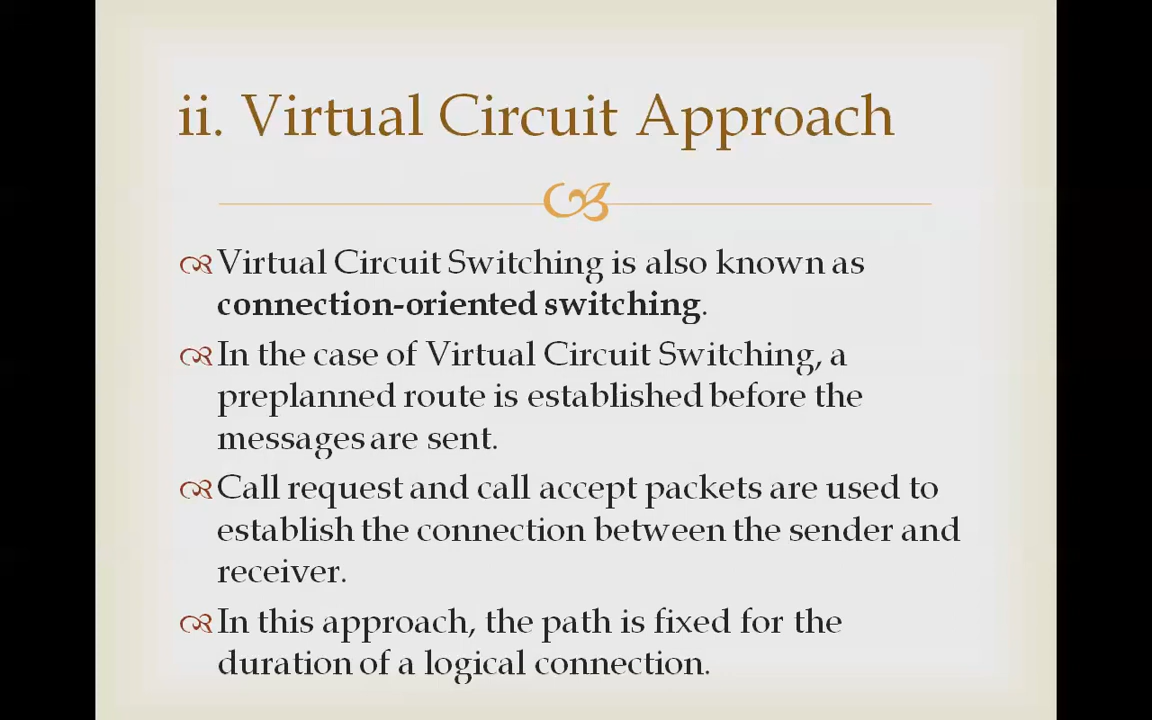 ii. Virtual Circuit Approach
Virtual Circuit Switching is also known as
connection-oriented switching.
In the case of Virtual Circuit Switching, a
preplanned route is established before the
messages are sent.
Call request and call accept packets are used to
establish the connection between the sender and
receiver.
In this approach, the path is fixed for the
duration of a logical connection.